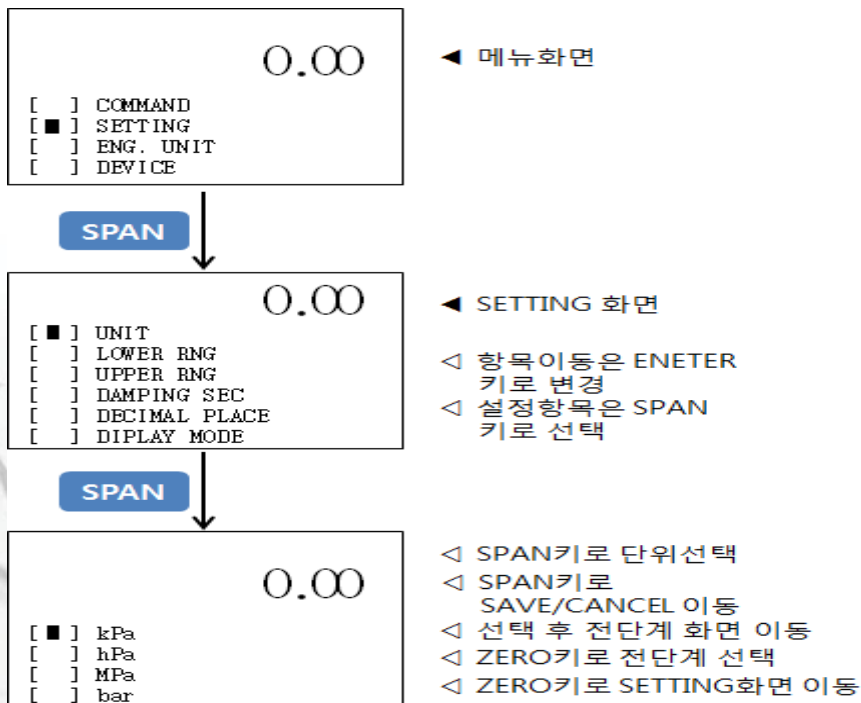 0.00
◀ 메뉴화면
[ ] COMMAND
[■] SETTING
[ ] ENG. UNIT
[ ] DEVICE
SPAN
0.00
◀ SETTING 화면
[■] UNIT
[ ] LOWER RNG
[ ] UPPER RNG
[ ] DAMPING SEC
[ ] DECIMAL PLACE
[ ] DIPLAY MODE
◁ 항목이동은 ENETER
키로 변경
◁ 설정항목은 SPAN
키로 선택
SPAN
0.00
[■] kPa
[ ] hPa
[ ] MPa
[ ] bar
◁ SPAN키로 단위선택
◁ SPAN키로
SAVE/CANCEL 이동
◁ 선택 후 전단계 화면 이동
◁ ZERO키로 전단계 선택
◁ ZERO키로 SETTING화면 이동